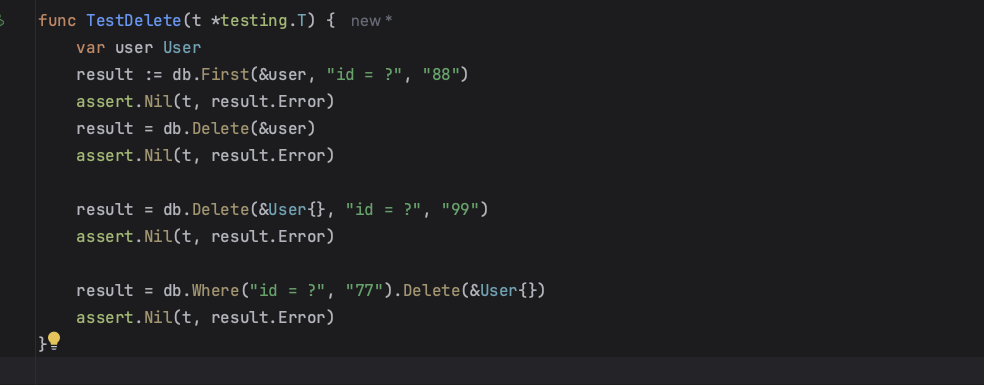 func TestDelete(t *testing.T) { new *
    var user User
    result := db.First(&user, "id = ?", "88")
    assert.Nil(t, result.Error)
    result = db.Delete(&user)
    assert.Nil(t, result.Error)

    result = db.Delete(&User{}, "id = ?", "99")
    assert.Nil(t, result.Error)

    result = db.Where("id = ?", "77").Delete(&User{})
    assert.Nil(t, result.Error)
}